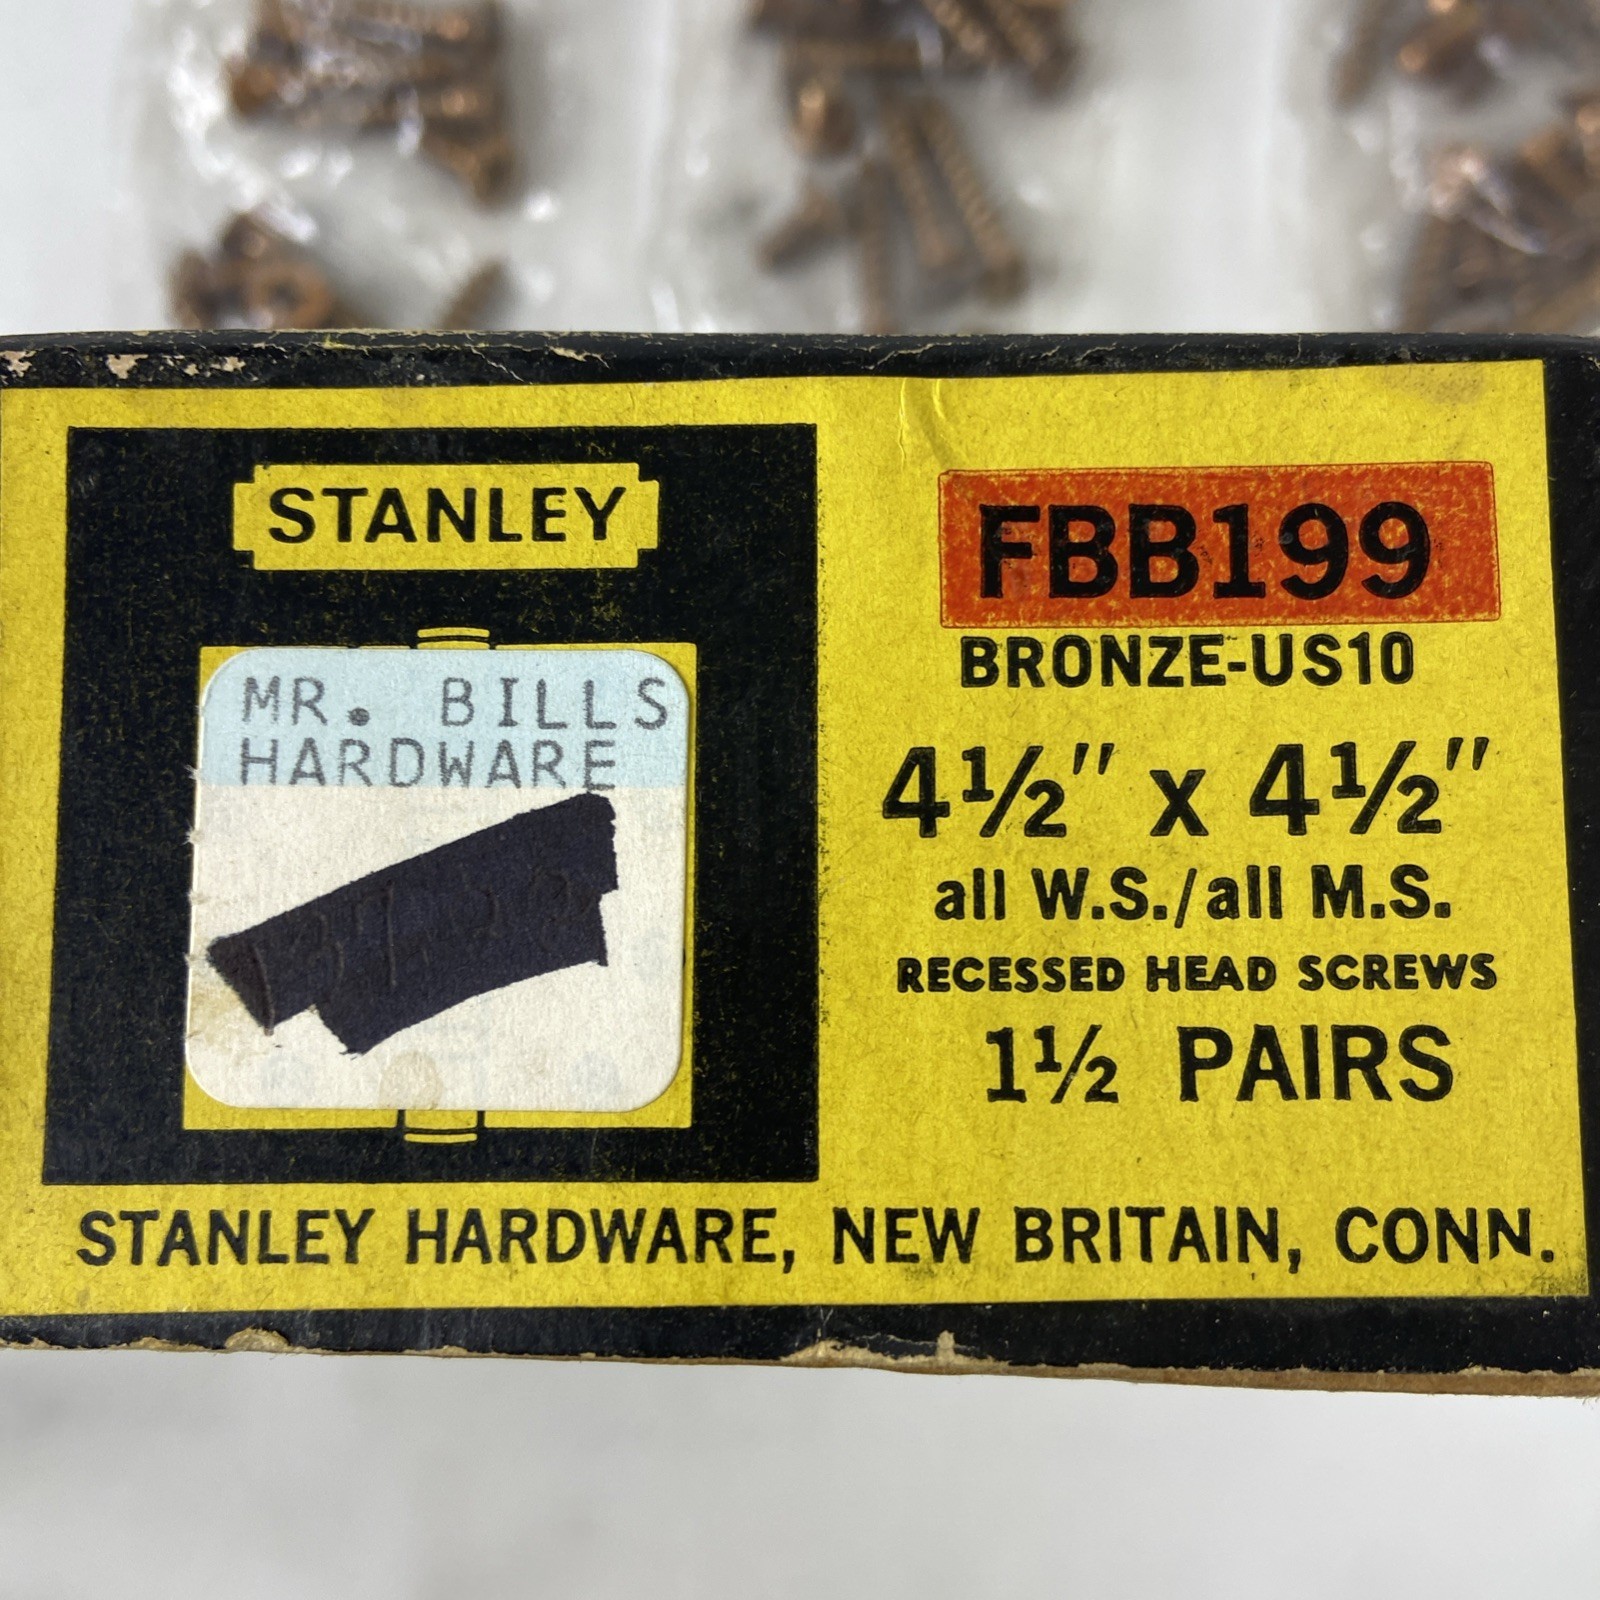 STANLEY
MR. BILLS
HARDWARE
FBB199
BRONZE-US10
4½" x 4½"
all W.S./all M.S.
RECESSED HEAD SCREWS
1½ PAIRS
STANLEY HARDWARE, NEW BRITAIN, CONN.